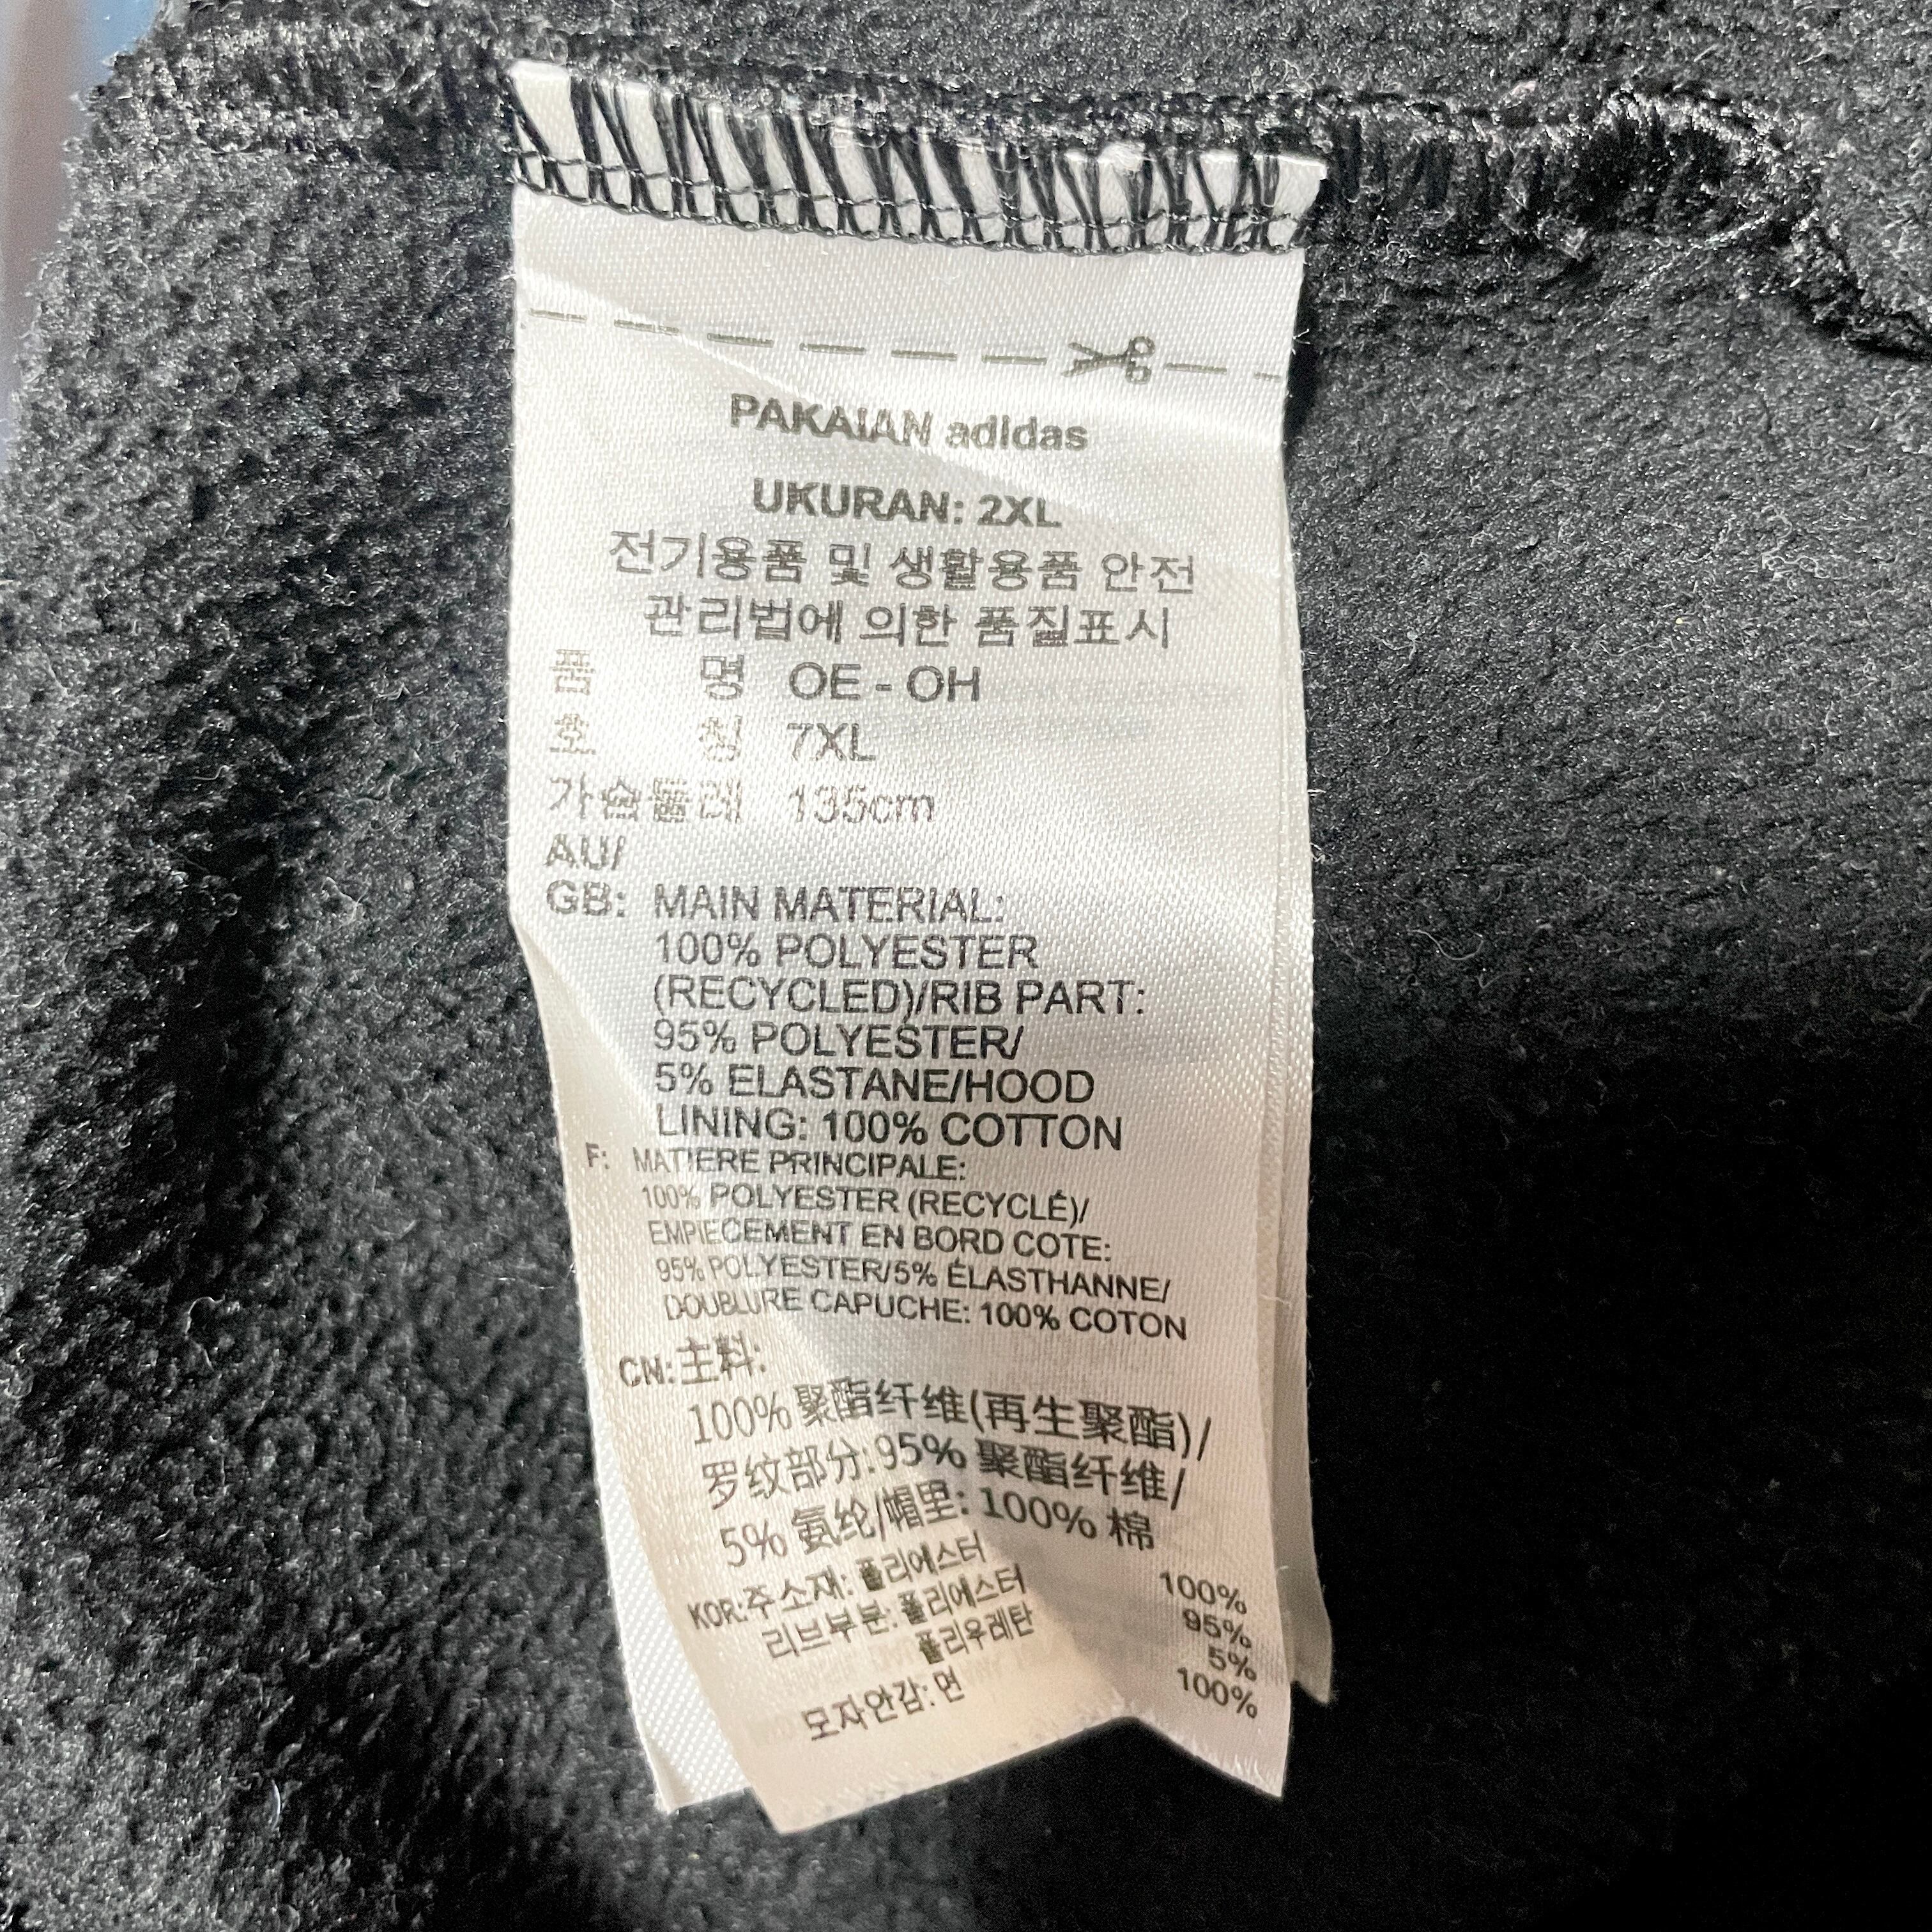 PAKAIAN adidas
UKURAN: 2XL
전기용품 및 생활용품 안전
관리법에 의한 품질표시
품 명 OE - OH
호 칭 7XL
가슴둘레 135cm
AU/
GB: MAIN MATERIAL:
100% POLYESTER
(RECYCLED)/RIB PART:
95% POLYESTER/
5% ELASTANE/HOOD
LINING: 100% COTTON
F: MATIERE PRINCIPALE:
100% POLYESTER (RECYCLÉ)/
EMPIECEMENT EN BORD COTE:
95% POLYESTER/5% ÉLASTHANNE/
DOUBLURE CAPUCHE: 100% COTON
CN: 主料:
100% 聚酯纤维(再生聚酯)/
罗纹部分:95% 聚酯纤维/
5% 氨纶/帽里: 100% 棉
KOR:주소재: 폴리에스터 100%
리브부분: 폴리에스터 95%
폴리우레탄 5%
모자안감: 면 100%